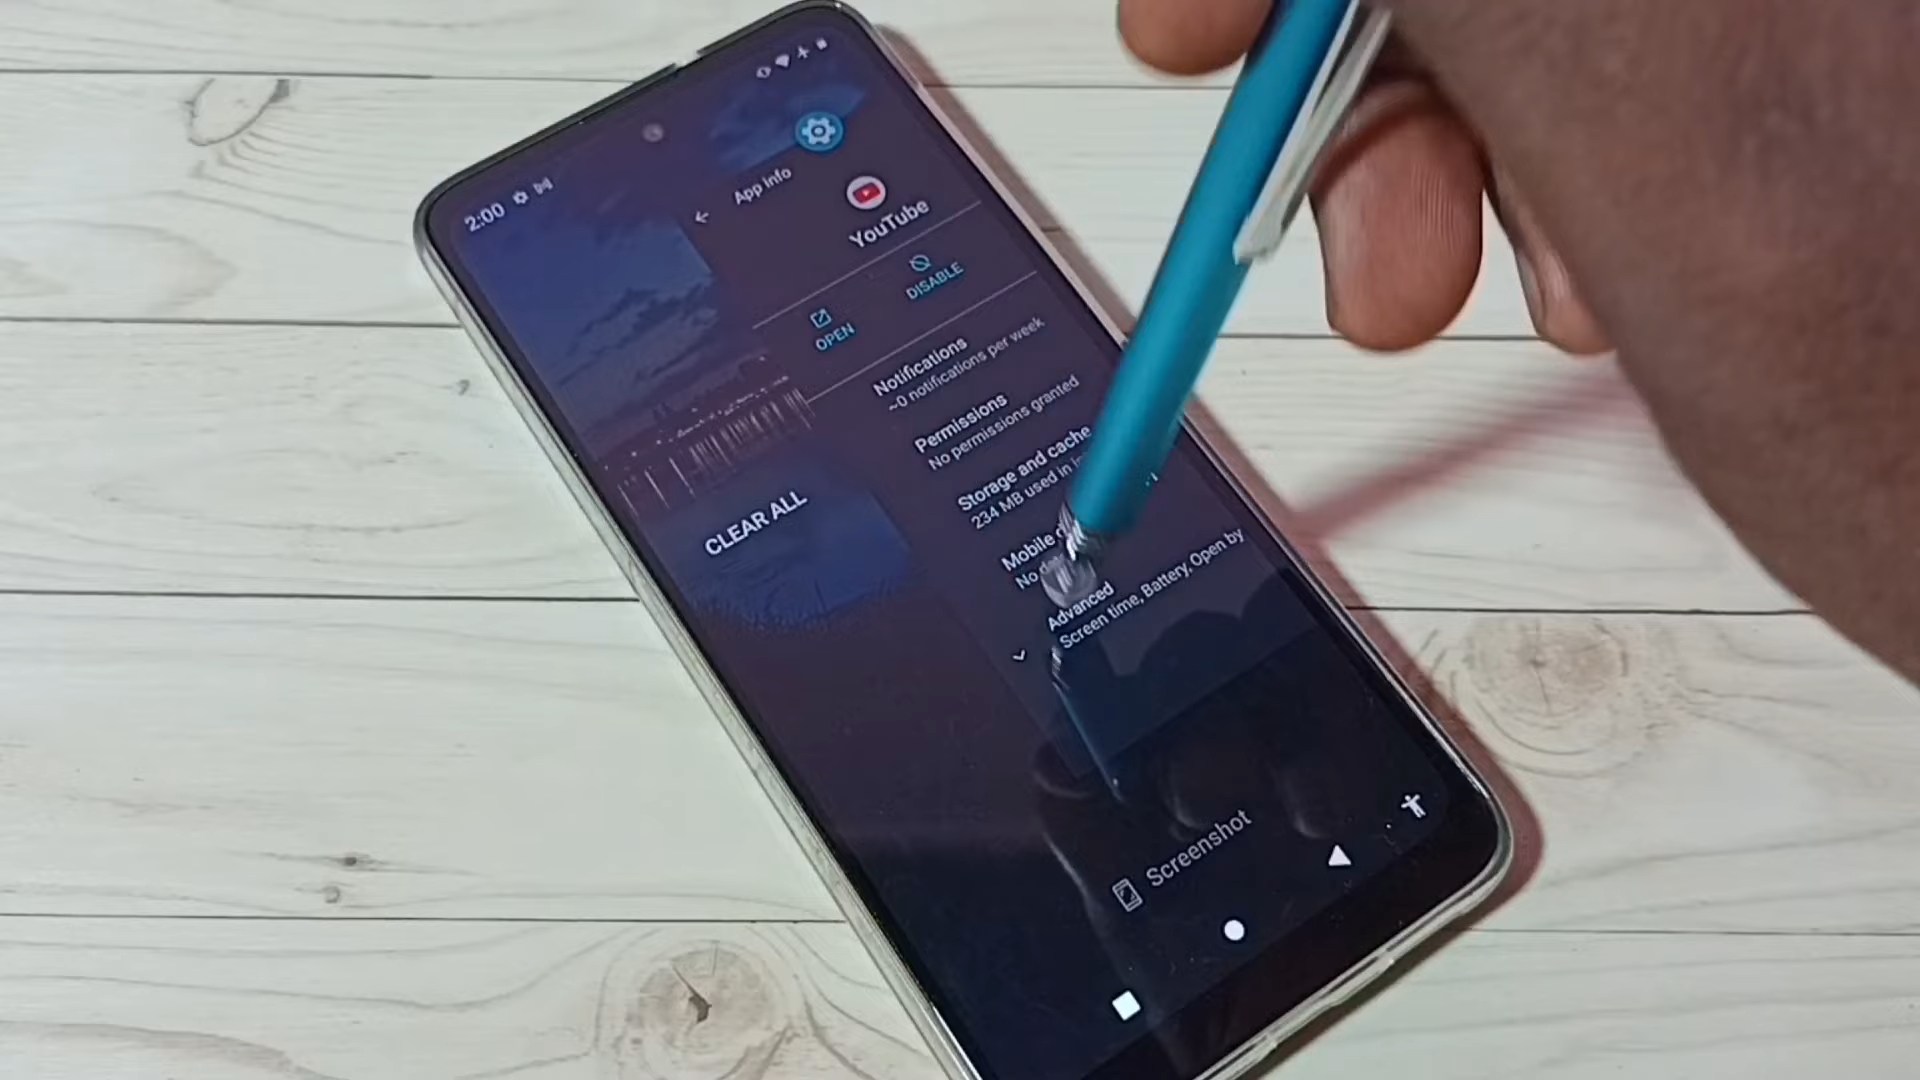 2:00
App info
YouTube
OPEN
DISABLE
Notifications
~0 notifications per week
Permissions
No permissions granted
Storage and cache
234 MB used in
Mobile
No
Advanced
Screen time, Battery, Open by
CLEAR ALL
Screenshot